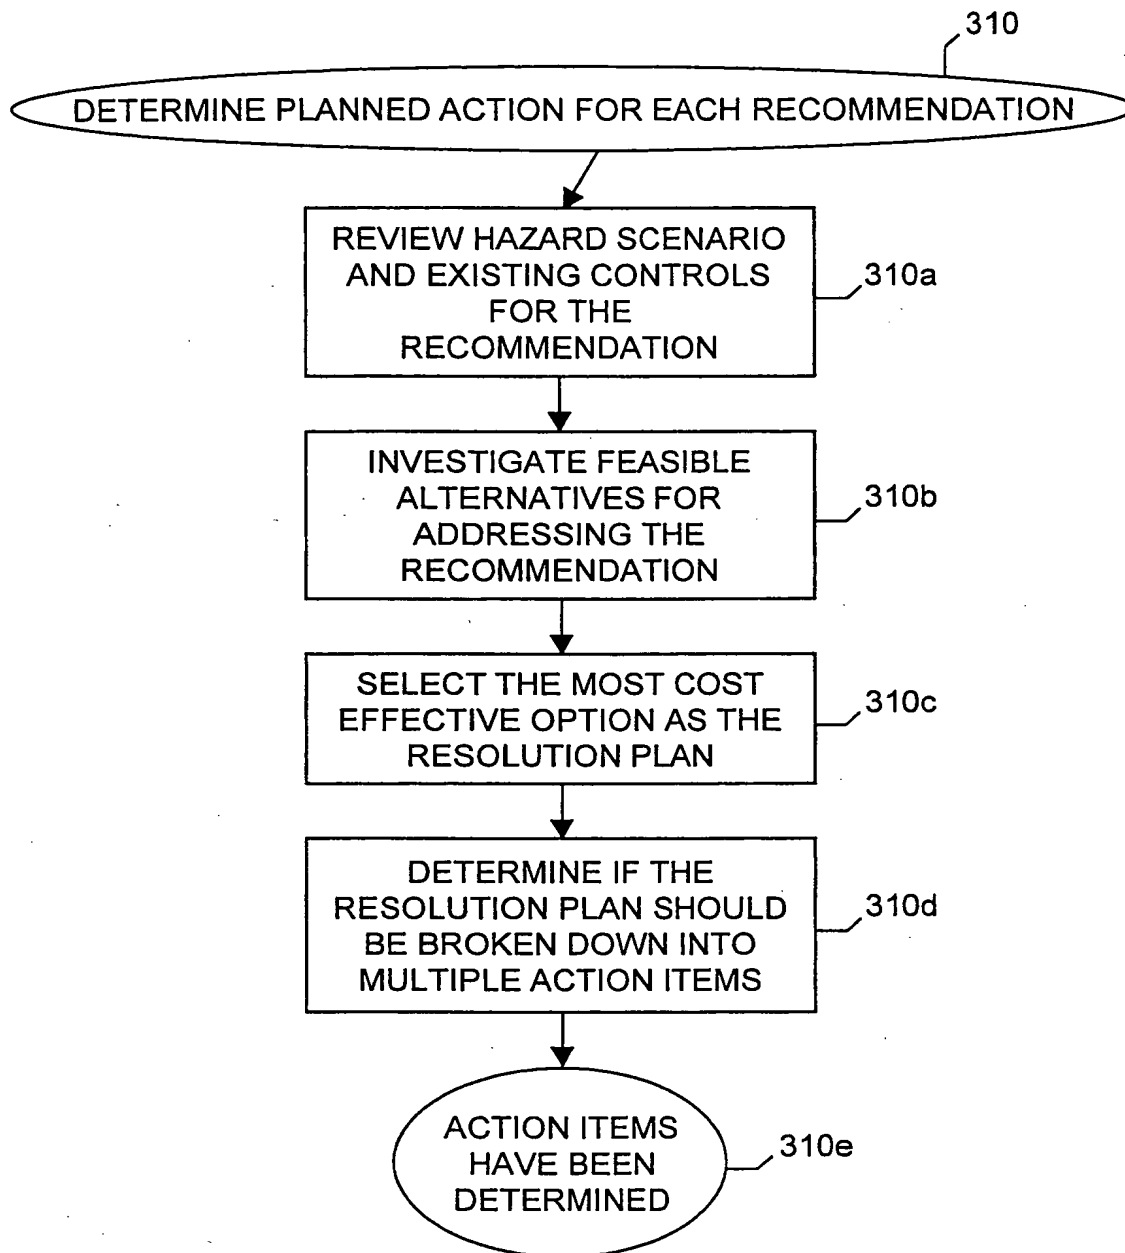 310
DETERMINE PLANNED ACTION FOR EACH RECOMMENDATION
REVIEW HAZARD SCENARIO
AND EXISTING CONTROLS
FOR THE
RECOMMENDATION
310a
INVESTIGATE FEASIBLE
ALTERNATIVES FOR
ADDRESSING THE
RECOMMENDATION
310b
SELECT THE MOST COST
EFFECTIVE OPTION AS THE
RESOLUTION PLAN
310c
DETERMINE IF THE
RESOLUTION PLAN SHOULD
BE BROKEN DOWN INTO
MULTIPLE ACTION ITEMS
310d
ACTION ITEMS
HAVE BEEN
DETERMINED
310e